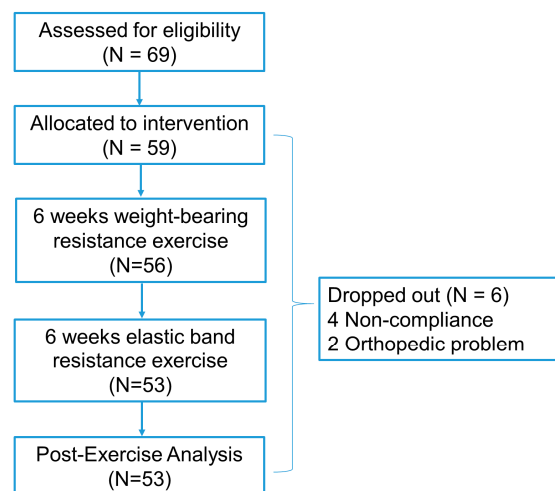 Assessed for eligibility
(N = 69)
Allocated to intervention
(N = 59)
6 weeks weight-bearing
resistance exercise
(N=56)
Dropped out (N = 6)
4 Non-compliance
2 Orthopedic problem
6 weeks elastic band
resistance exercise
(N=53)
Post-Exercise Analysis
(N=53)